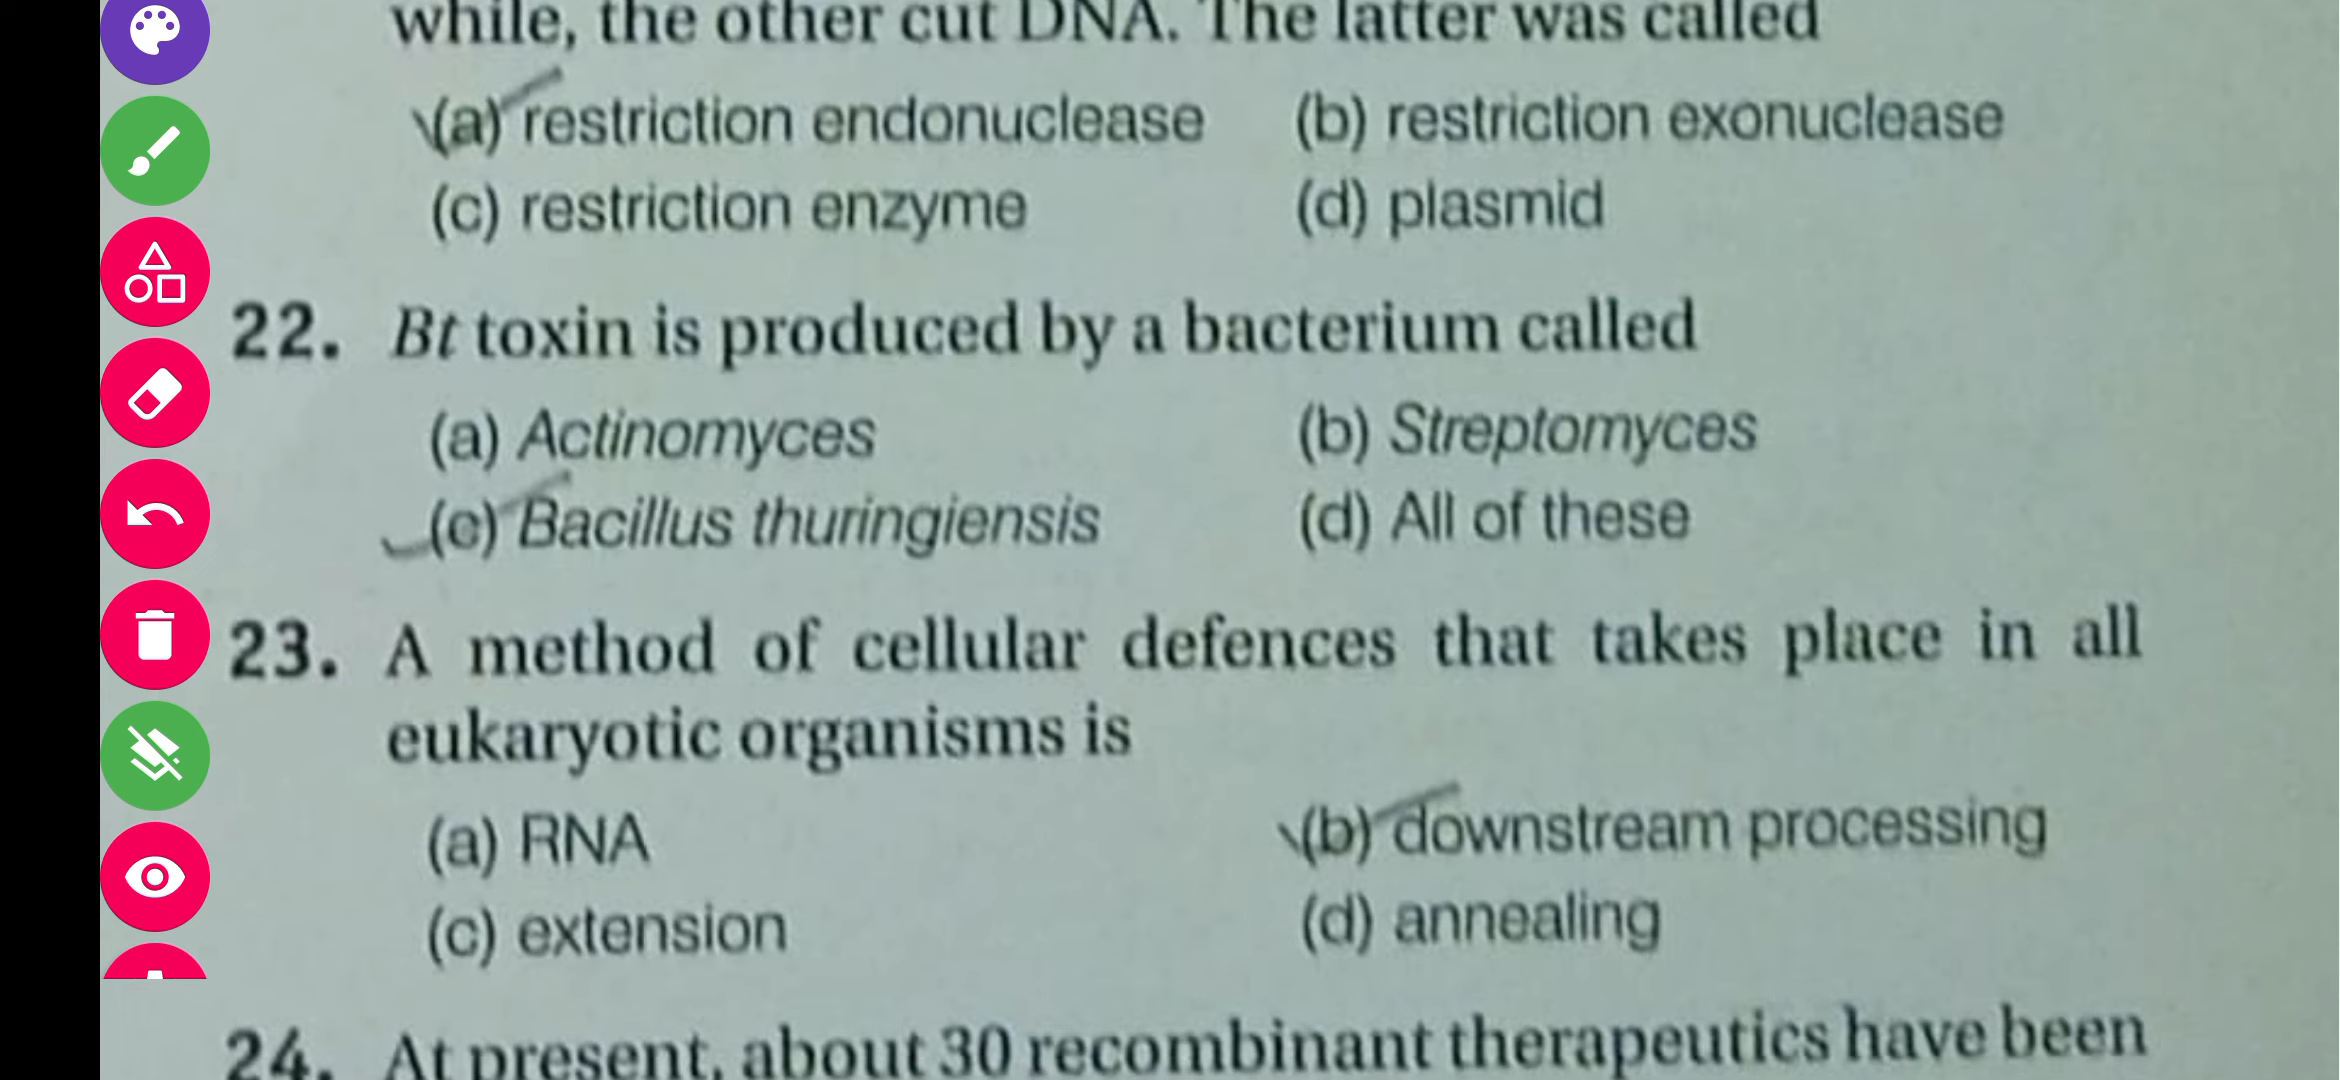 while, the other cut DNA. The latter was called
(a) restriction endonuclease (b) restriction exonuclease
(c) restriction enzyme (d) plasmid
22. Bt toxin is produced by a bacterium called
(a) Actinomyces (b) Streptomyces
(c) Bacillus thuringiensis (d) All of these
23. A method of cellular defences that takes place in all
eukaryotic organisms is
(a) RNA (b) downstream processing
(c) extension (d) annealing
24. At present, about 30 recombinant therapeutics have been